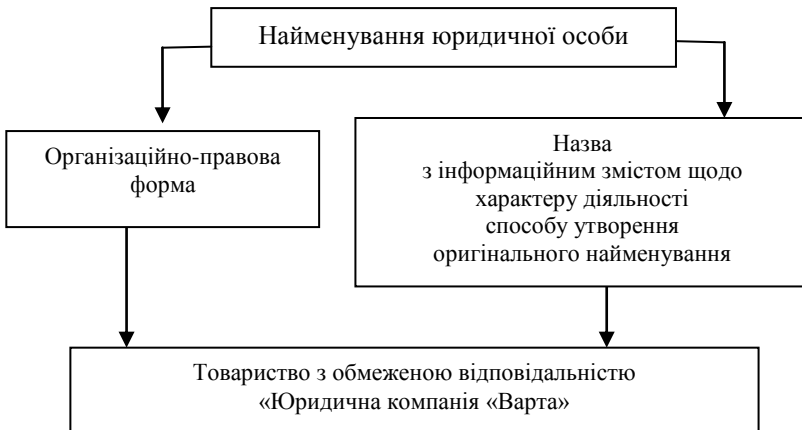 Найменування юридичної особи
Організаційно-правова
форма
Назва
з інформаційним змістом щодо
характеру діяльності
способу утворення
оригінального найменування
Товариство з обмеженою відповідальністю
«Юридична компанія «Варта»